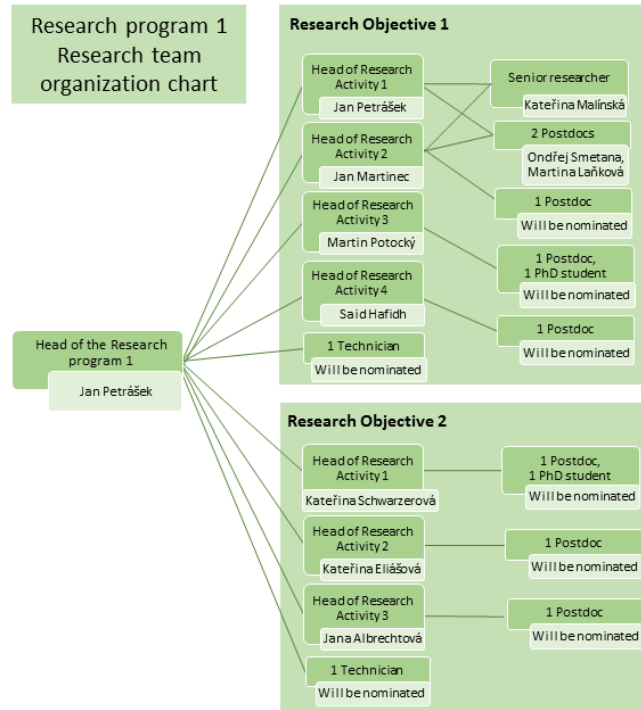 Research program 1
Research team
organization chart
Head of the Research
program 1
Jan Petrášek
Research Objective 1
Head of Research
Activity 1
Jan Petrášek
Senior researcher
Kateřina Malínská
2 Postdocs
Ondřej Smetana,
Martina Laňková
Head of Research
Activity 2
Jan Martinec
1 Postdoc
Will be nominated
Head of Research
Activity 3
Martin Potocký
1 Postdoc,
1 PhD student
Will be nominated
Head of Research
Activity 4
Said Hafidh
1 Postdoc
Will be nominated
1 Technician
Will be nominated
Research Objective 2
Head of Research
Activity 1
Kateřina Schwarzerová
1 Postdoc,
1 PhD student
Will be nominated
Head of Research
Activity 2
Kateřina Eliášová
1 Postdoc
Will be nominated
Head of Research
Activity 3
Jana Albrechtová
1 Postdoc
Will be nominated
1 Technician
Will be nominated